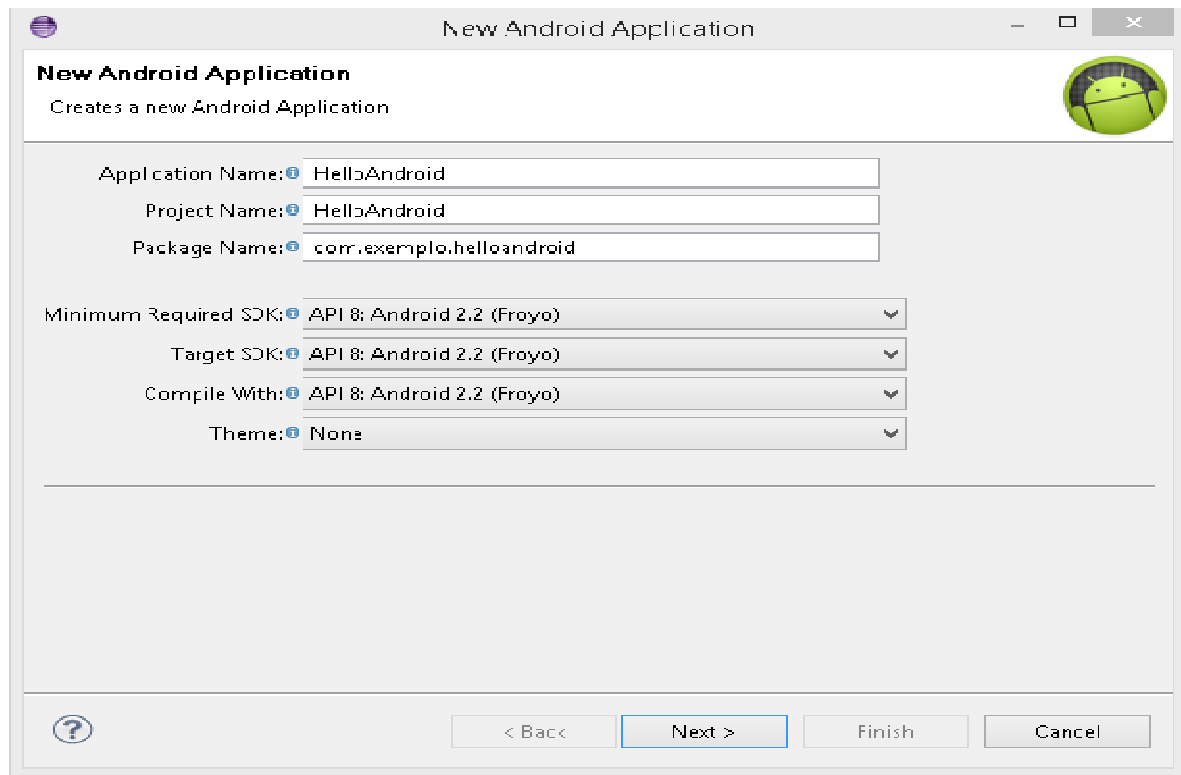 New Android Application
New Android Application
Creates a new Android Application
Application Name: HelloAndroid
Project Name: HelloAndroid
Package Name: com.exemplo.helloandroid
Minimum Required SDK: API 8: Android 2.2 (Froyo)
Target SDK: API 8: Android 2.2 (Froyo)
Compile With: API 8: Android 2.2 (Froyo)
Theme: None
? < Back Next > Finish Cancel